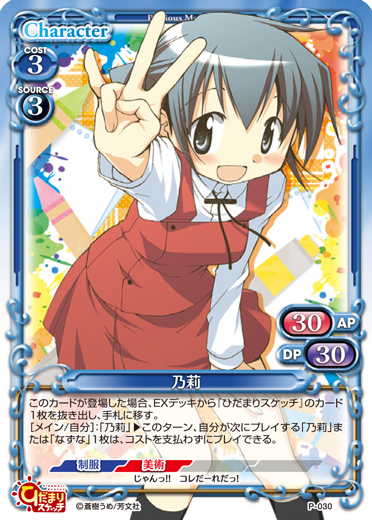 Precious M
Character
COST
3
SOURCE
3
30 AP
DP 30
乃莉
このカードが登場した場合、EXデッキから『ひだまりスケッチ』のカード
1枚を抜き出し、手札に移す。
[メイン/自分]:『乃莉』▶このターン、自分が次にプレイする「乃莉」ま
たは「なずな」1枚は、コストを支払わずにプレイできる。
制服 美術
じゃんっ!! コレだーれだっ!
ひだまり
スケッチ
©蒼樹うめ/芳文社
P-030